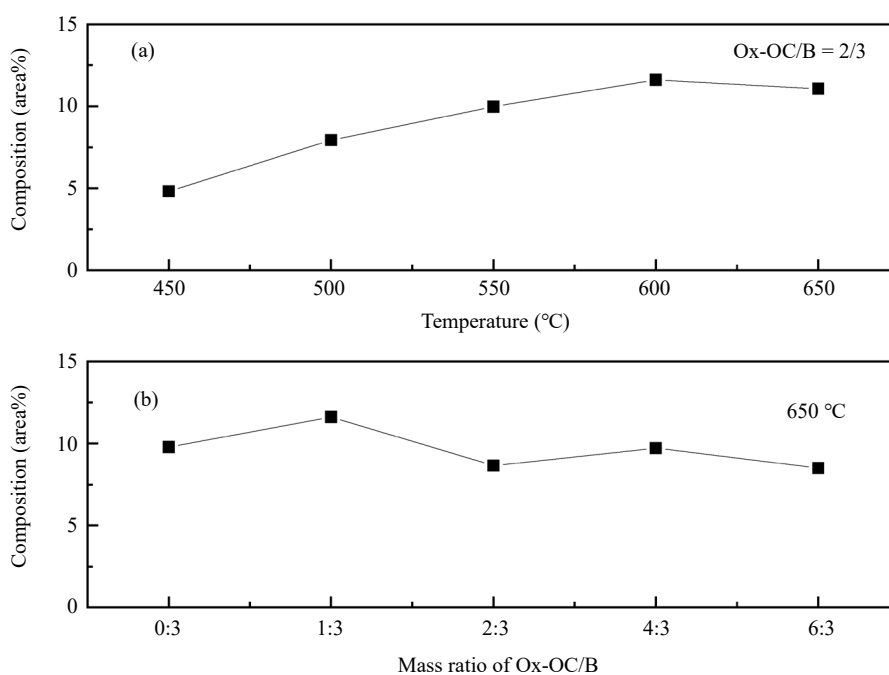 (a)
Ox-OC/B = 2/3
Composition (area%)
15
10
5
0
450 500 550 600 650
Temperature (℃)
(b)
650 ℃
Composition (area%)
15
10
5
0
0:3 1:3 2:3 4:3 6:3
Mass ratio of Ox-OC/B